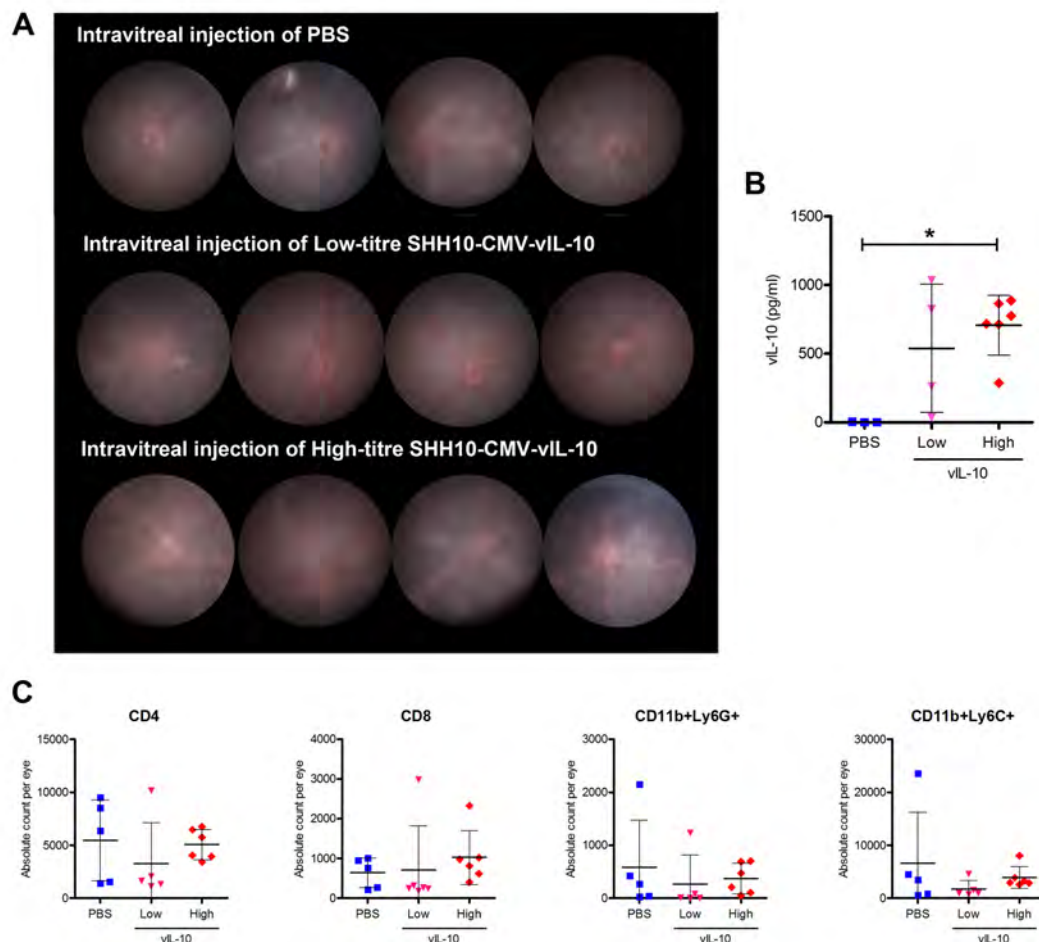 A
Intravitreal injection of PBS
Intravitreal injection of Low-titre SHH10-CMV-vIL-10
Intravitreal injection of High-titre SHH10-CMV-vIL-10
B
vIL-10 (pg/ml)
1500
1000
500
0
*
PBS Low High
vIL-10
C
CD4
Absolute count per eye
15000
10000
5000
0
PBS Low High
vIL-10
CD8
Absolute count per eye
4000
3000
2000
1000
0
PBS Low High
vIL-10
CD11b+Ly6G+
Absolute count per eye
3000
2000
1000
0
PBS Low High
vIL-10
CD11b+Ly6C+
Absolute count per eye
30000
20000
10000
0
PBS Low High
vIL-10